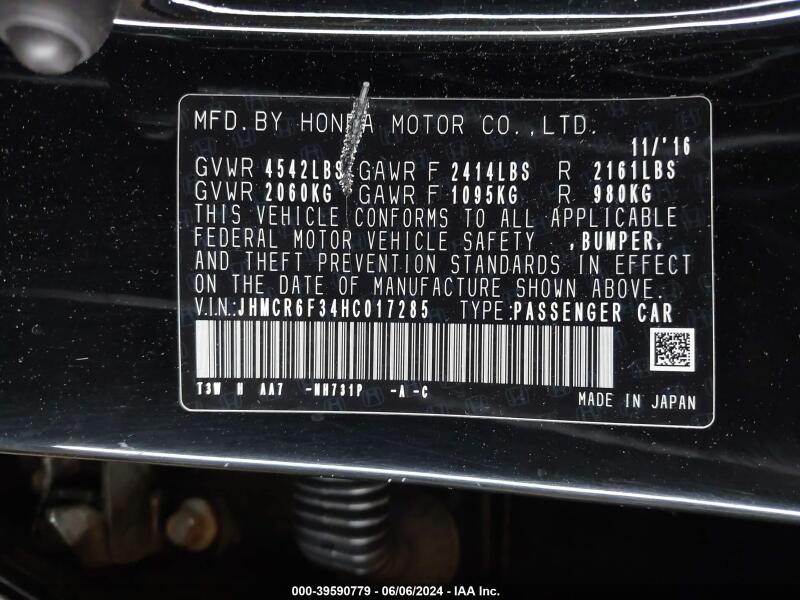 MFD. BY HONDA MOTOR CO., LTD.
11/'16
GVWR 4542LBS GAWR F 2414LBS R 2161LBS
GVWR 2060KG GAWR F 1095KG R 980KG
THIS VEHICLE CONFORMS TO ALL APPLICABLE
FEDERAL MOTOR VEHICLE SAFETY ,BUMPER,
AND THEFT PREVENTION STANDARDS IN EFFECT
ON THE DATE OF MANUFACTURE SHOWN ABOVE.
V.I.N.:JHMCR6F34HC017285 TYPE:PASSENGER CAR
T3W H AA7 -NH731P -A -C
MADE IN JAPAN
000-39590779 - 06/06/2024 - IAA Inc.